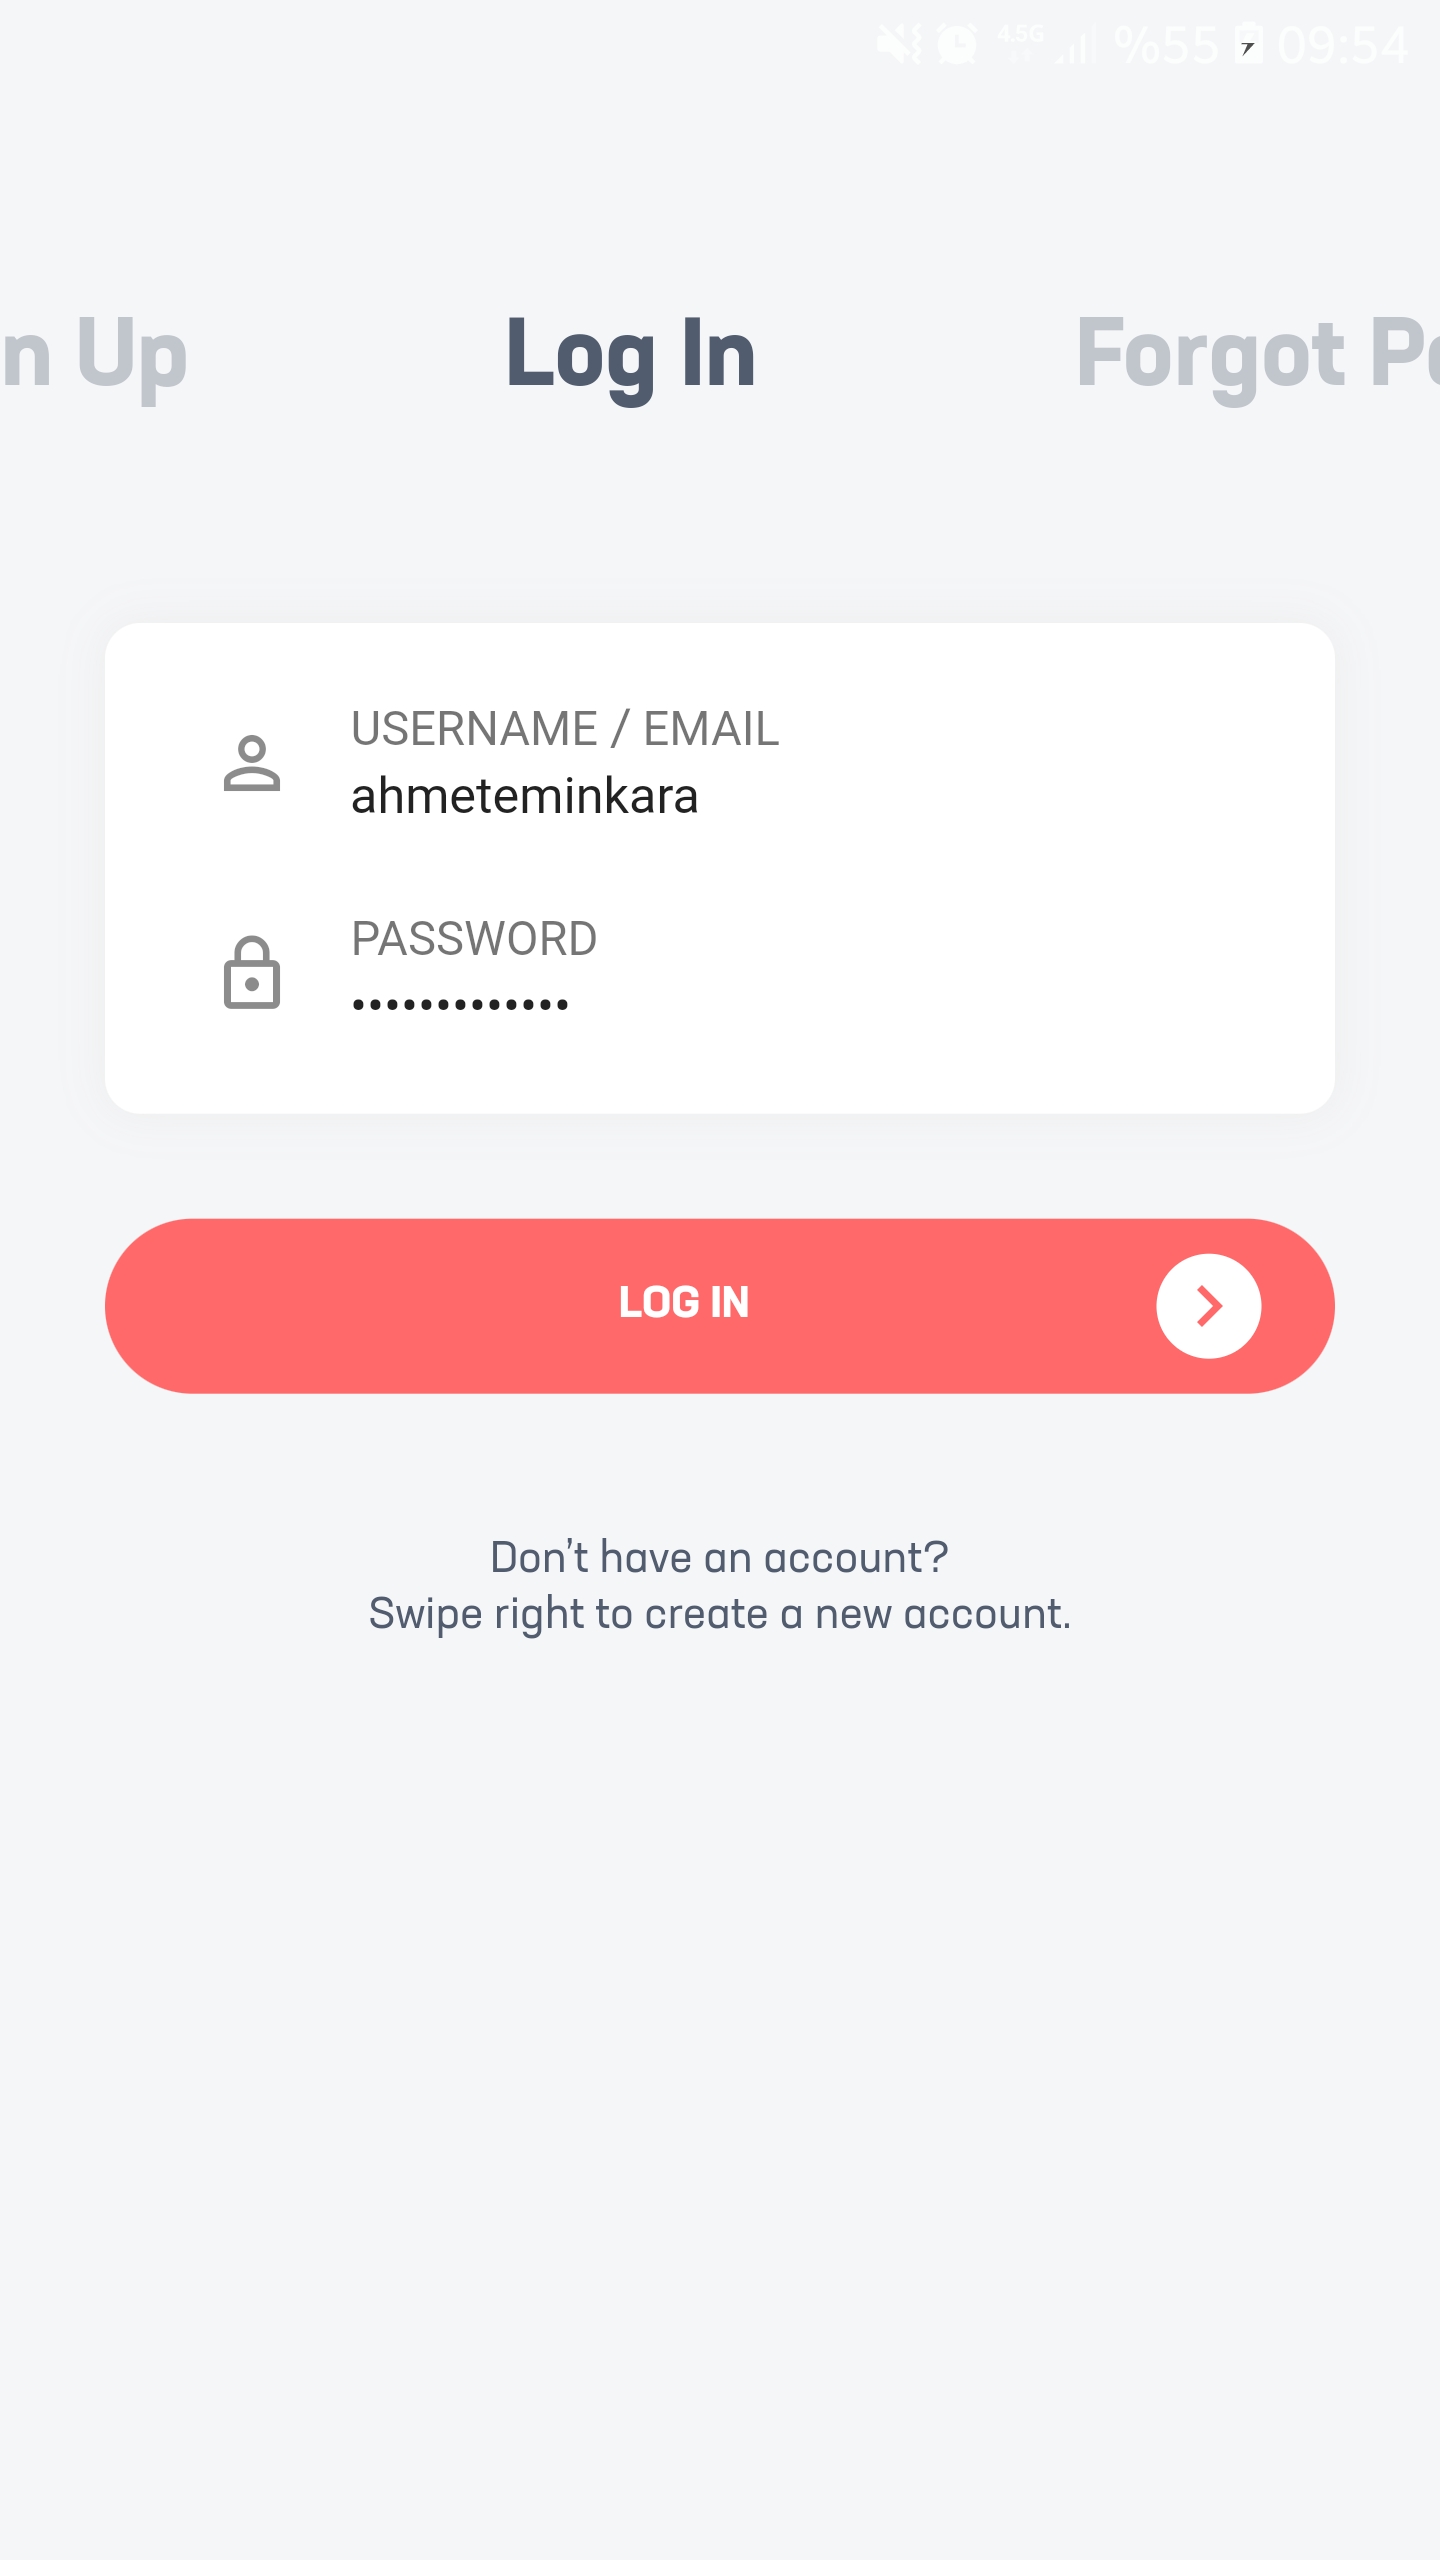 4.5G %55 09:54
n Up Log In Forgot P
USERNAME / EMAIL
ahmeteminkara
PASSWORD
•••••••••••••
LOG IN
Don't have an account?
Swipe right to create a new account.